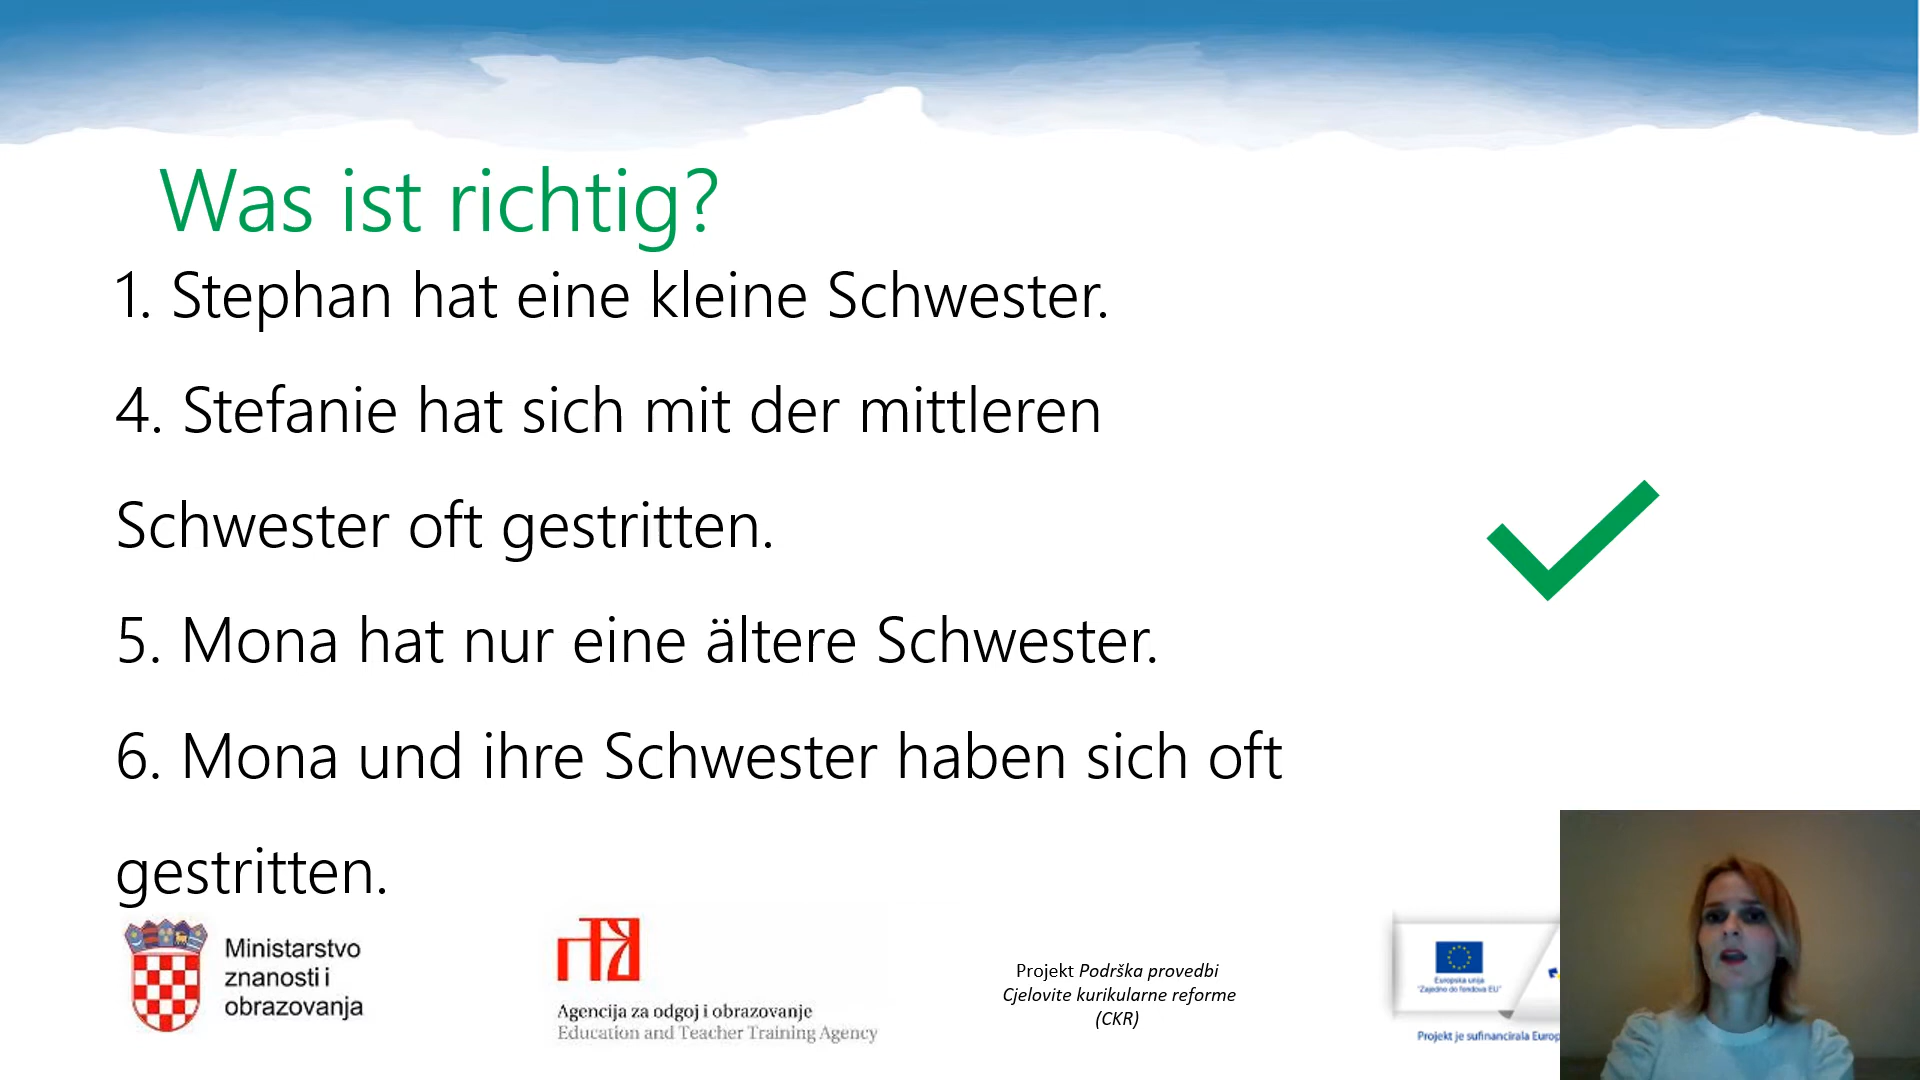 Was ist richtig?
1. Stephan hat eine kleine Schwester.
4. Stefanie hat sich mit der mittleren
Schwester oft gestritten.
5. Mona hat nur eine ältere Schwester.
6. Mona und ihre Schwester haben sich oft
gestritten.
Ministarstvo
znanosti i
obrazovanja
Agencija za odgoj i obrazovanje
Education and Teacher Training Agency
Projekt Podrška provedbi
Cjelovite kurikularne reforme
(CKR)
Europska unija
"Zajedno do fondova EU"
Projekt je sufinancirala